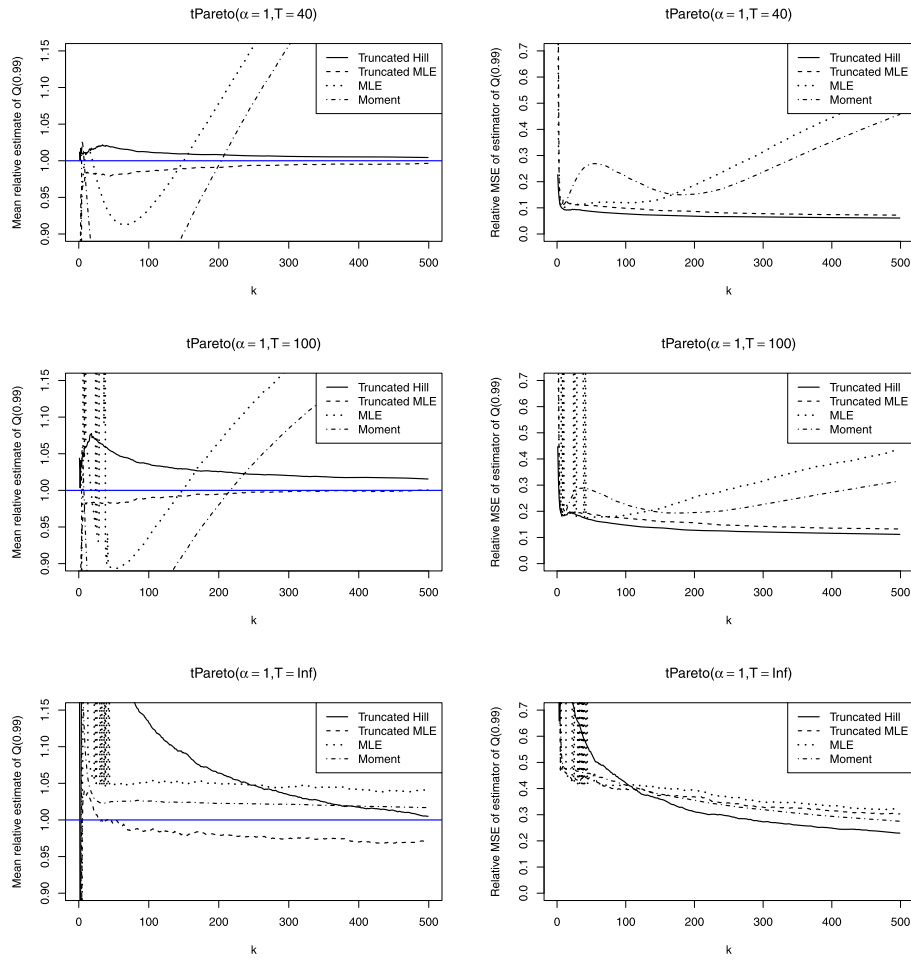 tPareto(α = 1,T = 40)
Mean relative estimate of Q(0.99)
1.15
1.10
1.05
1.00
0.95
0.90
Truncated Hill
Truncated MLE
MLE
Moment
0
100
200
300
400
500
k
tPareto(α = 1,T = 40)
Relative MSE of estimator of Q(0.99)
0.7
0.6
0.5
0.4
0.3
0.2
0.1
0.0
Truncated Hill
Truncated MLE
MLE
Moment
0
100
200
300
400
500
k
tPareto(α = 1,T = 100)
Mean relative estimate of Q(0.99)
1.15
1.10
1.05
1.00
0.95
0.90
Truncated Hill
Truncated MLE
MLE
Moment
0
100
200
300
400
500
k
tPareto(α = 1,T = 100)
Relative MSE of estimator of Q(0.99)
0.7
0.6
0.5
0.4
0.3
0.2
0.1
0.0
Truncated Hill
Truncated MLE
MLE
Moment
0
100
200
300
400
500
k
tPareto(α = 1,T = Inf)
Mean relative estimator of Q(0.99)
1.15
1.10
1.05
1.00
0.95
0.90
Truncated Hill
Truncated MLE
MLE
Moment
0
100
200
300
400
500
k
tPareto(α = 1,T = Inf)
Relative MSE of estimator of Q(0.99)
0.7
0.6
0.5
0.4
0.3
0.2
0.1
0.0
Truncated Hill
Truncated MLE
MLE
Moment
0
100
200
300
400
500
k